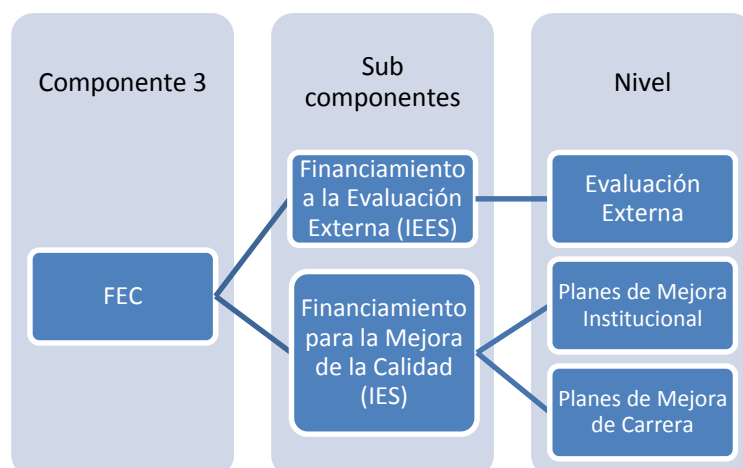 Componente 3
Sub
componentes
Nivel
FEC
Financiamiento
a la Evaluación
Externa (IEES)
Evaluación
Externa
Financiamiento
para la Mejora
de la Calidad
(IES)
Planes de Mejora
Institucional
Planes de Mejora
de Carrera